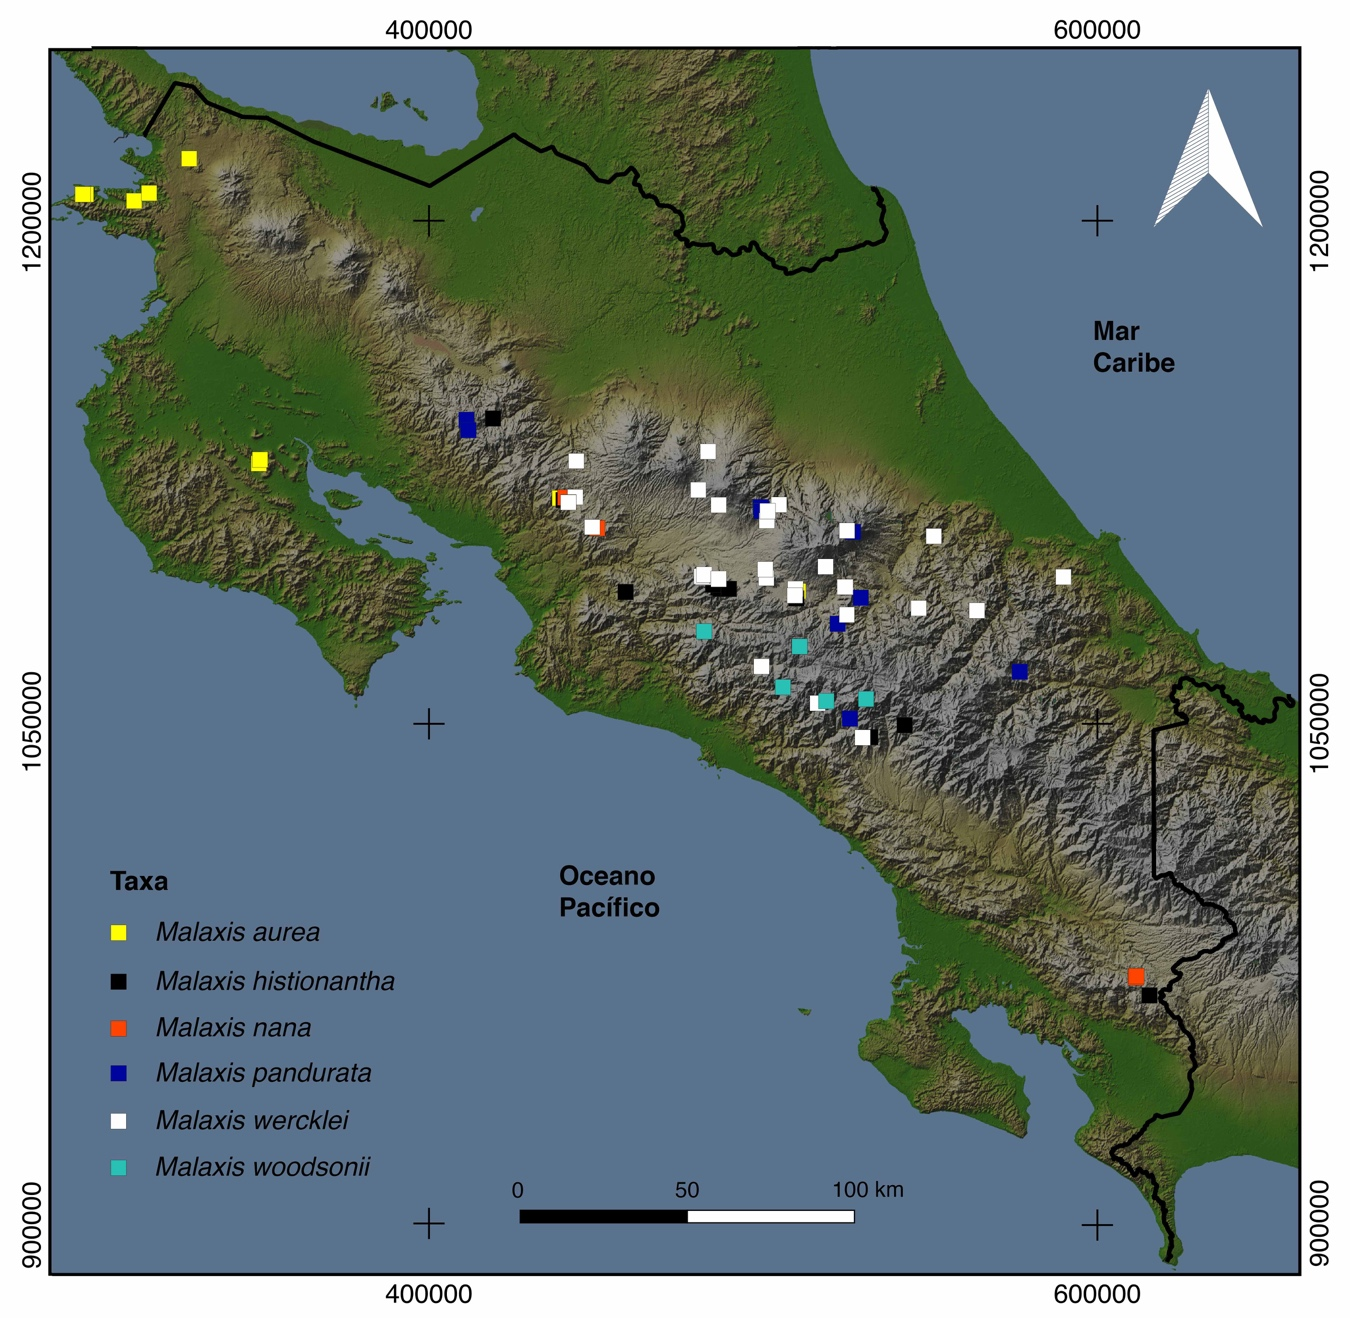 400000 600000
1200000 1200000
Mar
Caribe
1050000 1050000
Oceano
Pacífico
Taxa
Malaxis aurea
Malaxis histionantha
Malaxis nana
Malaxis pandurata
Malaxis wercklei
Malaxis woodsonii
0 50 100 km
900000 900000
400000 600000